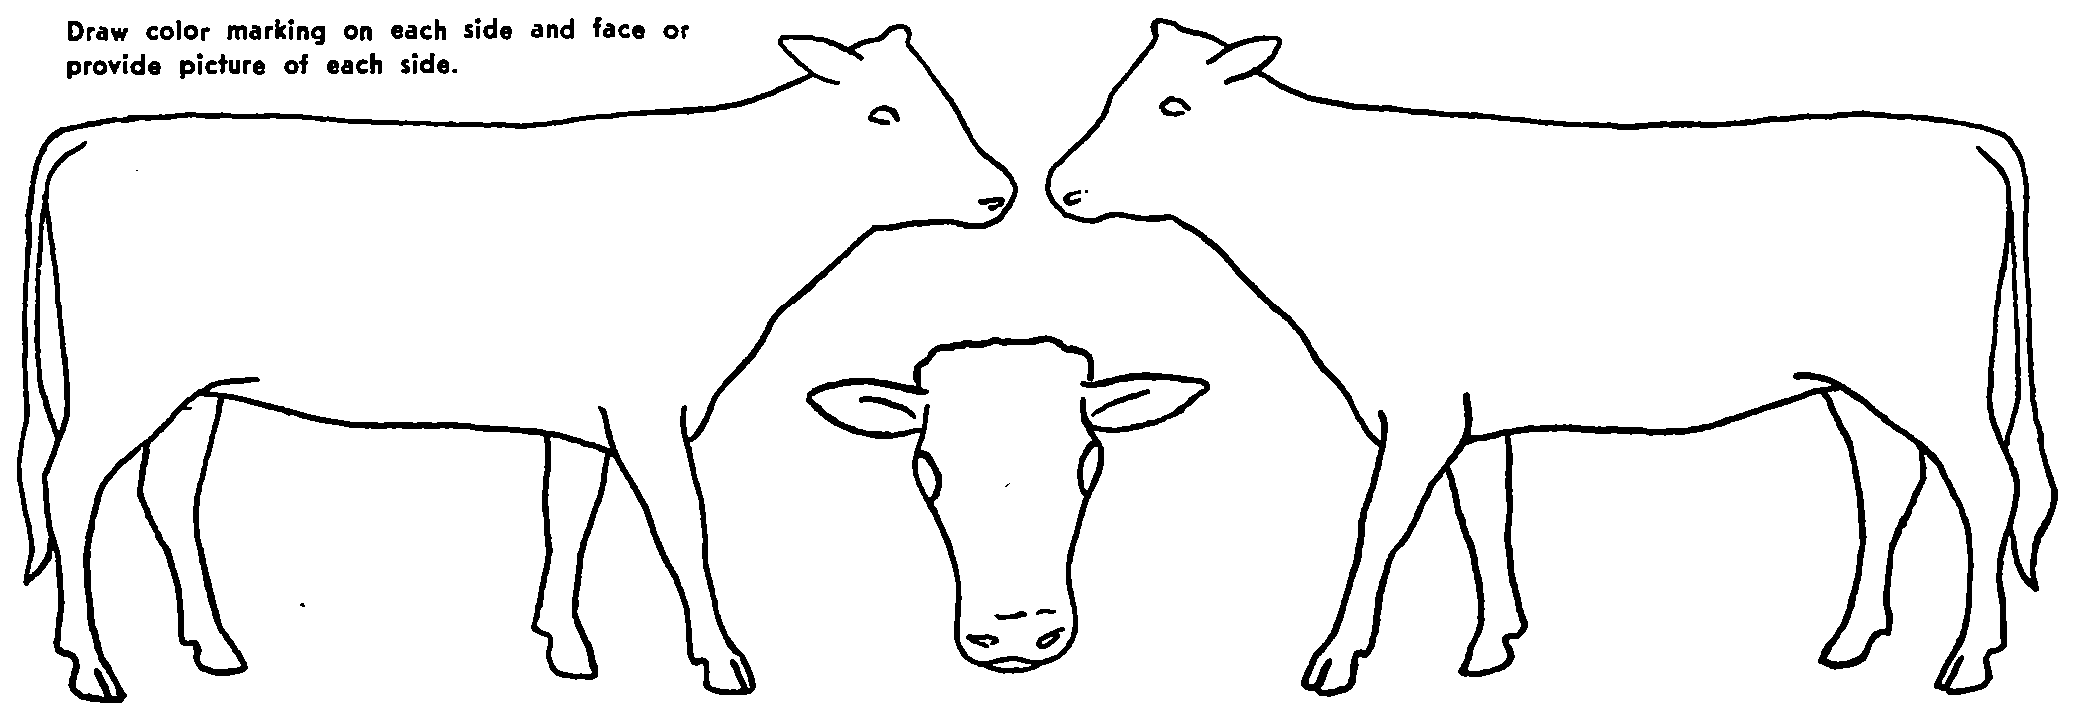 Draw color marking on each side and face or
provide picture of each side.